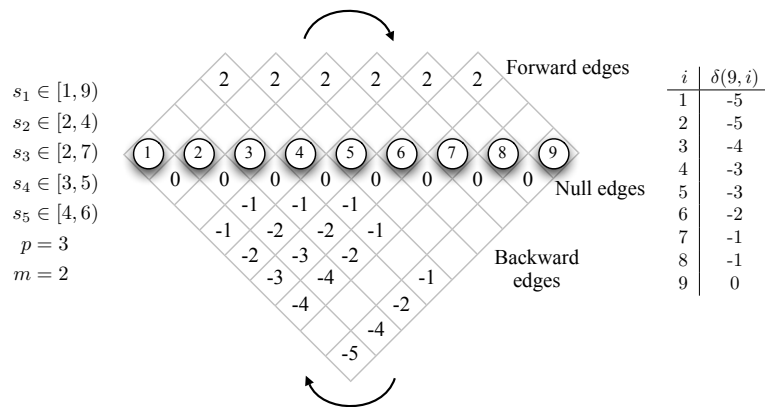 2 2 2 2 2 2
Forward edges
s₁ ∈ [1, 9)
s₂ ∈ [2, 4)
s₃ ∈ [2, 7)
s₄ ∈ [3, 5)
s₅ ∈ [4, 6)
p = 3
m = 2
1 2 3 4 5 6 7 8 9
0 0 0 0 0 0 0 0
Null edges
-1 -1 -1
-1 -2 -2 -1
-2 -3 -2
-3 -4 -1
-4 -2
-4
-5
Backward
edges
i δ(9, i)
1 -5
2 -5
3 -4
4 -3
5 -3
6 -2
7 -1
8 -1
9 0